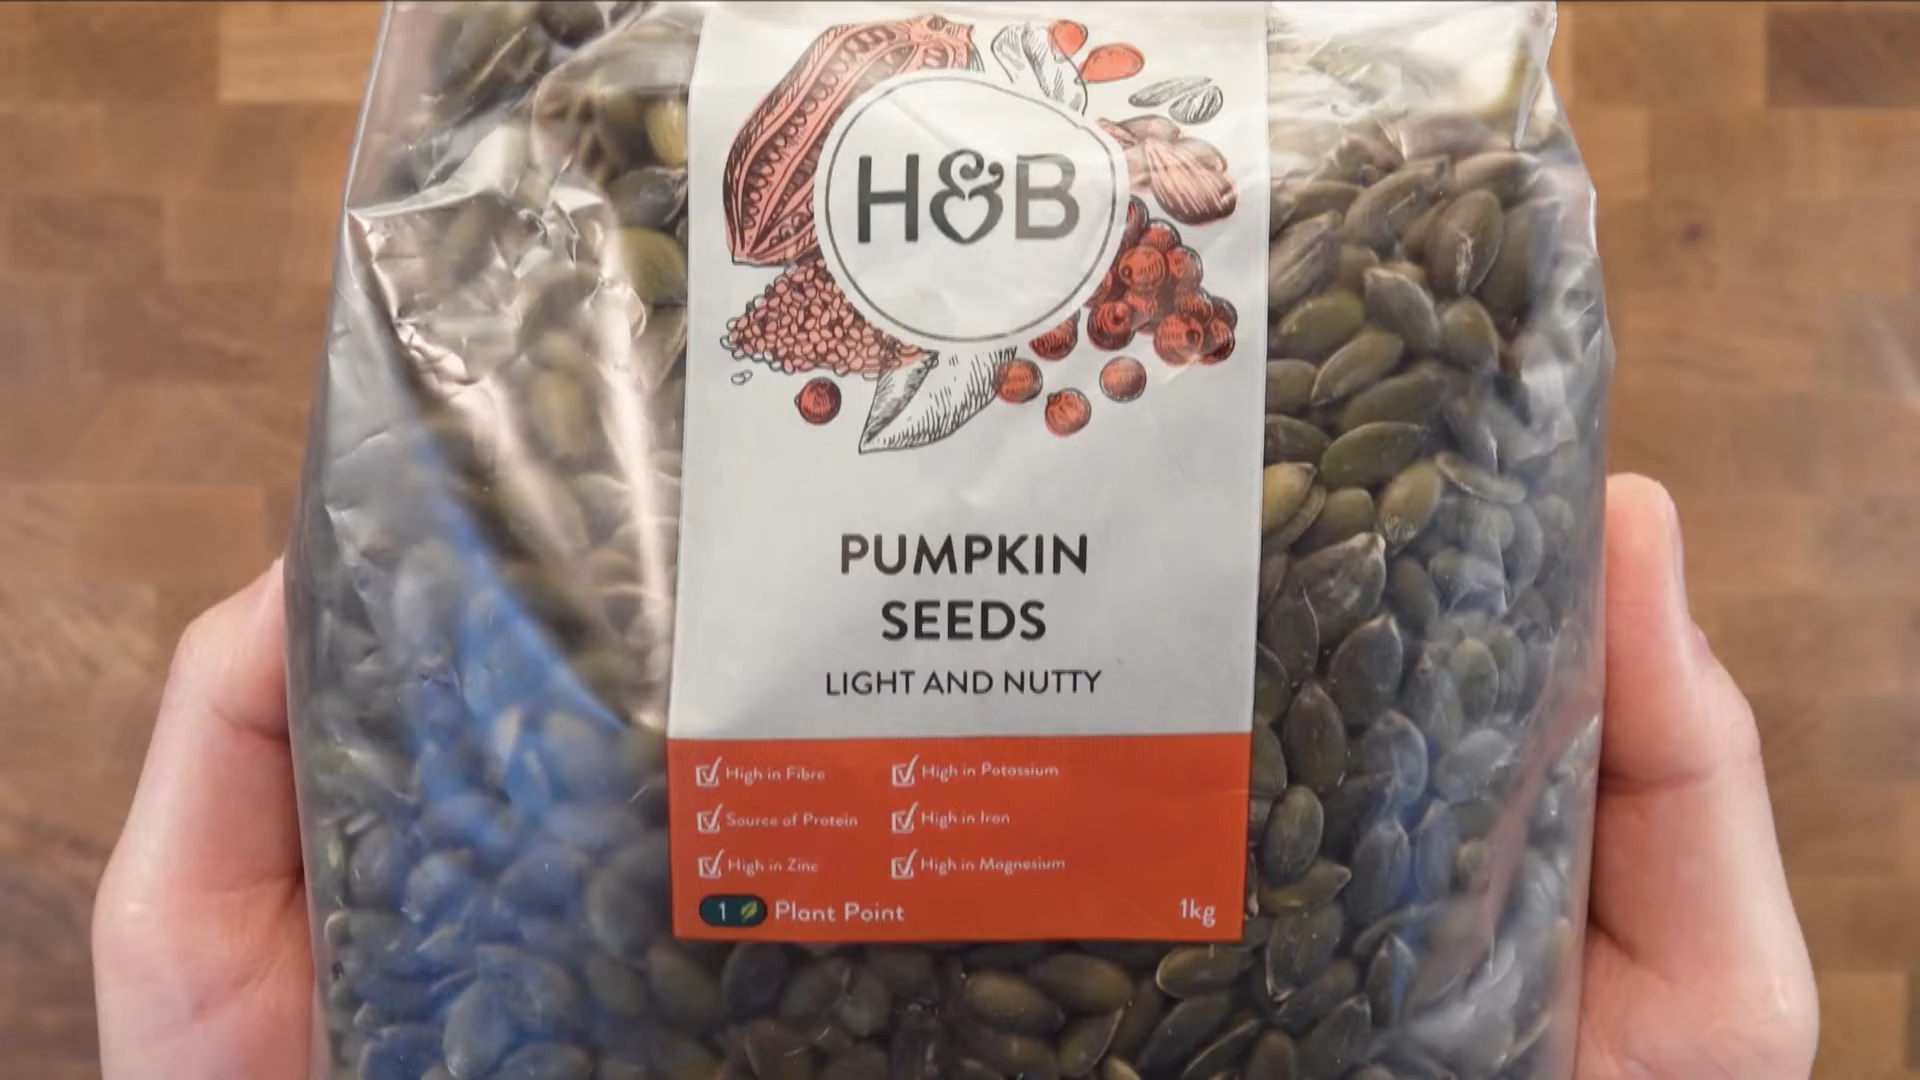 H&B
PUMPKIN
SEEDS
LIGHT AND NUTTY
High in Fibre
High in Potassium
Source of Protein
High in Iron
High in Zinc
High in Magnesium
1 Plant Point
1kg